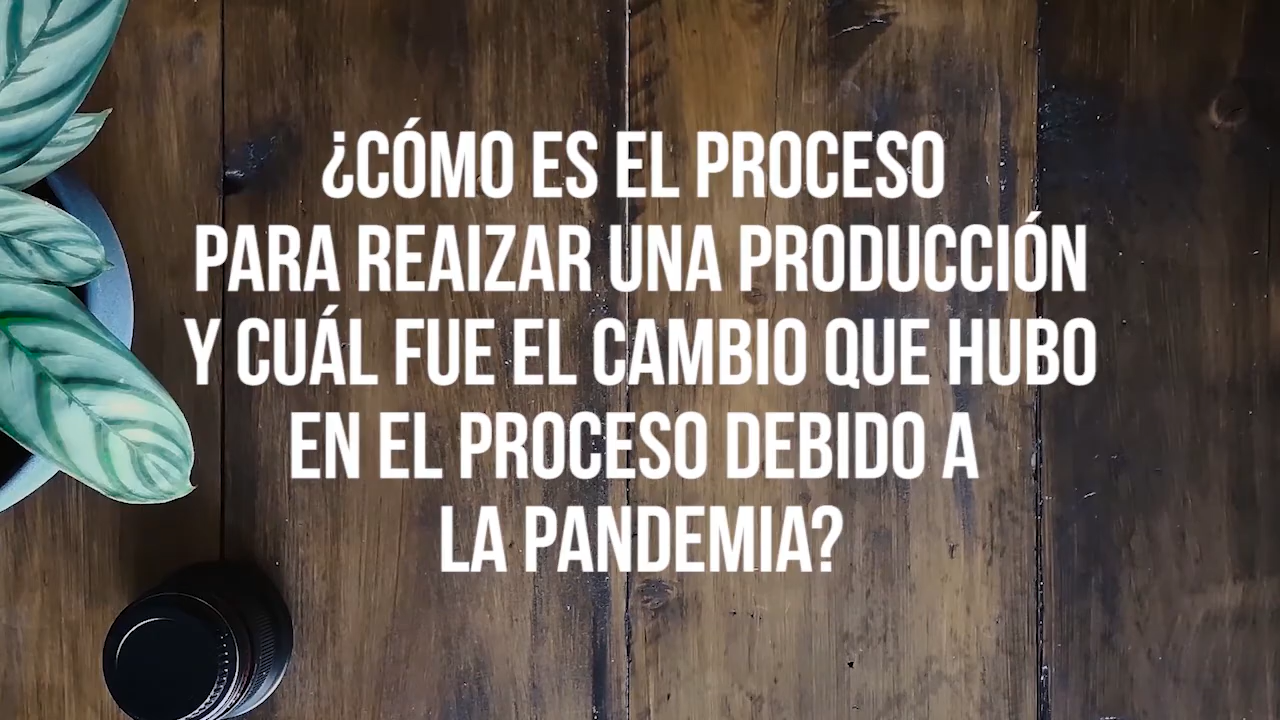 ¿CÓMO ES EL PROCESO
PARA REAIZAR UNA PRODUCCIÓN
Y CUÁL FUE EL CAMBIO QUE HUBO
EN EL PROCESO DEBIDO A
LA PANDEMIA?